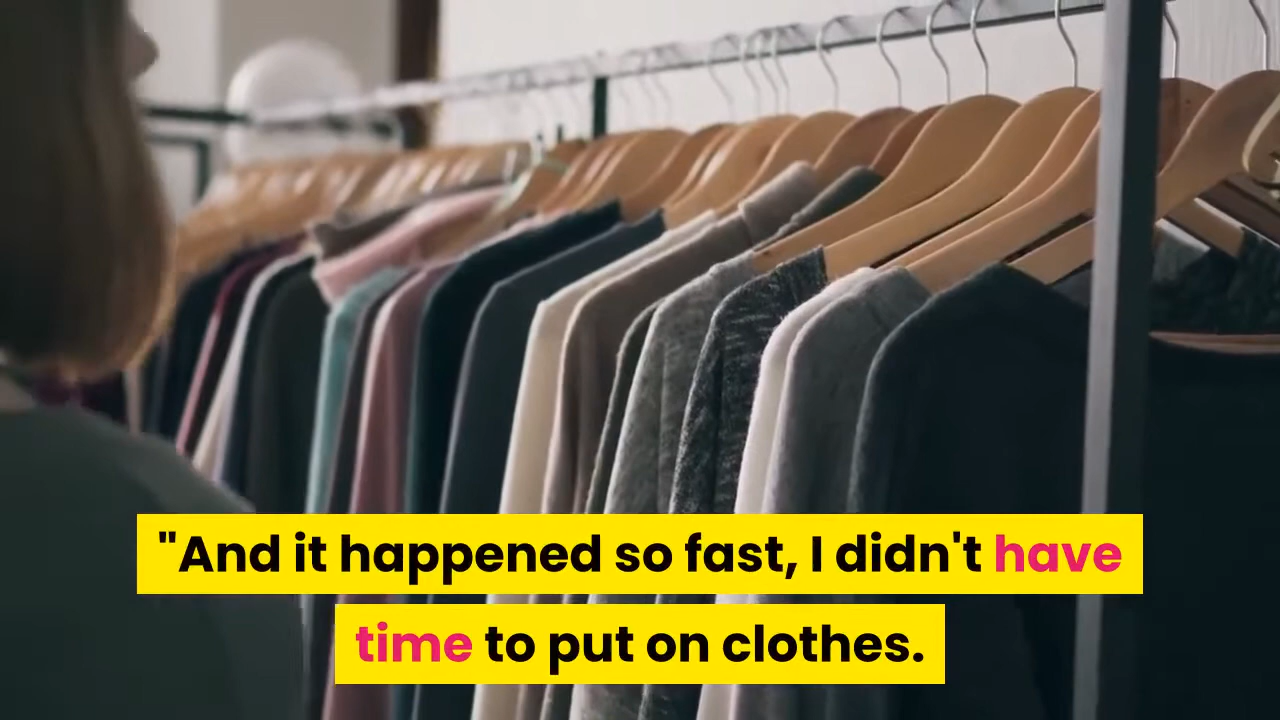 "And it happened so fast, I didn't have
time to put on clothes.